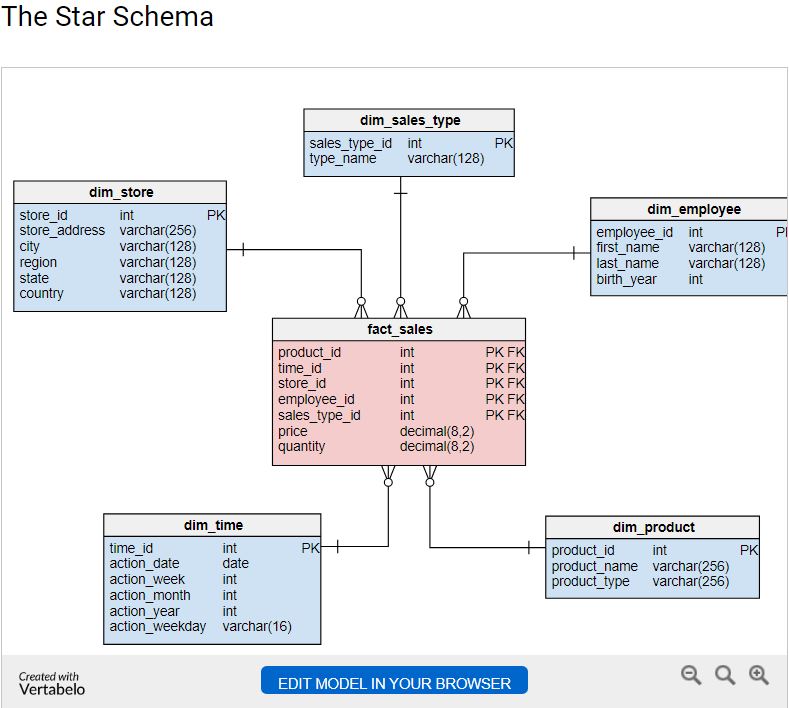 The Star Schema
dim_sales_type
sales_type_id int PK
type_name varchar(128)
dim_store
store_id int PK
store_address varchar(256)
city varchar(128)
region varchar(128)
state varchar(128)
country varchar(128)
dim_employee
employee_id int P
first_name varchar(128)
last_name varchar(128)
birth_year int
fact_sales
product_id int PK FK
time_id int PK FK
store_id int PK FK
employee_id int PK FK
sales_type_id int PK FK
price decimal(8,2)
quantity decimal(8,2)
dim_time
time_id int PK
action_date date
action_week int
action_month int
action_year int
action_weekday varchar(16)
dim_product
product_id int PK
product_name varchar(256)
product_type varchar(256)
Created with
Vertabelo
EDIT MODEL IN YOUR BROWSER